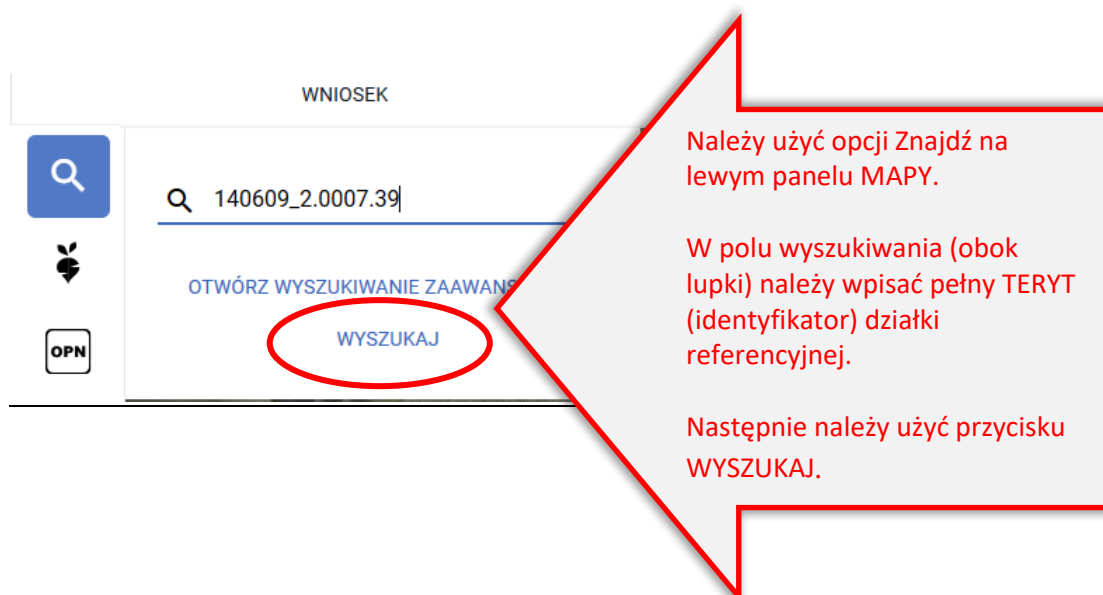 WNIOSEK
140609_2.0007.39
OTWÓRZ WYSZUKIWANIE ZAAWANS
WYSZUKAJ
OPN
Należy użyć opcji Znajdź na
lewym panelu MAPY.
W polu wyszukiwania (obok
lupki) należy wpisać pełny TERYT
(identyfikator) działki
referencyjnej.
Następnie należy użyć przycisku
WYSZUKAJ.